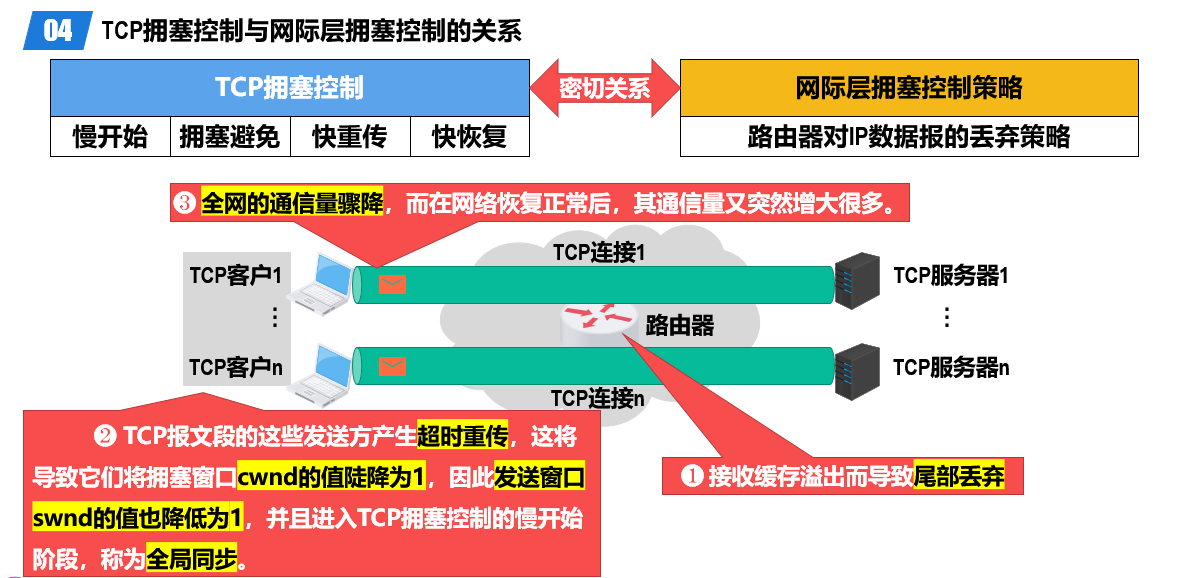 04 TCP拥塞控制与网际层拥塞控制的关系
TCP拥塞控制
密切关系
网际层拥塞控制策略
慢开始 拥塞避免 快重传 快恢复
路由器对IP数据报的丢弃策略
❸ 全网的通信量骤降，而在网络恢复正常后，其通信量又突然增大很多。
TCP连接1
TCP客户1
TCP服务器1
⋮
路由器
⋮
TCP客户n
TCP服务器n
TCP连接n
❷ TCP报文段的这些发送方产生超时重传，这将
导致它们将拥塞窗口cwnd的值陡降为1，因此发送窗口
swnd的值也降低为1，并且进入TCP拥塞控制的慢开始
阶段，称为全局同步。
❶ 接收缓存溢出而导致尾部丢弃